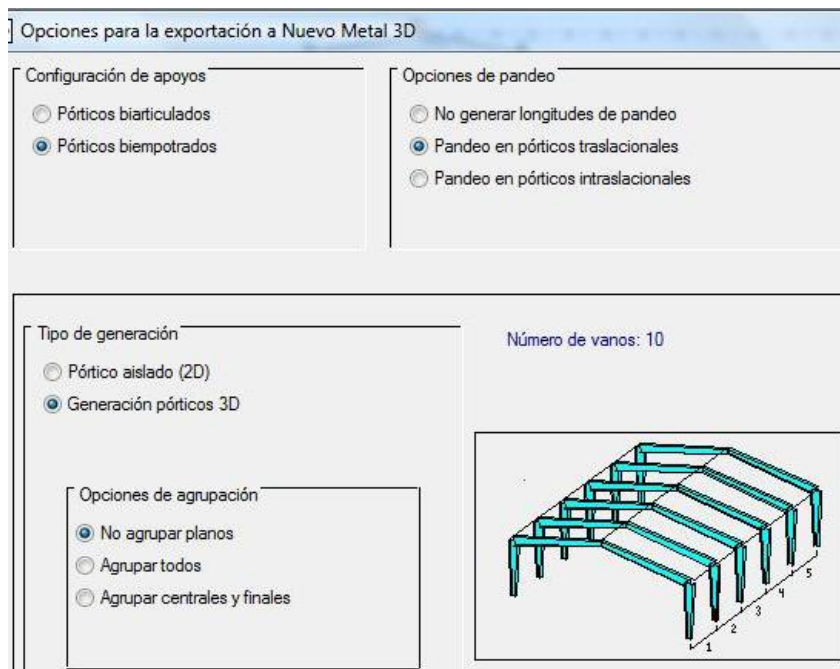 Opciones para la exportación a Nuevo Metal 3D
Configuración de apoyos
Pórticos biarticulados
Pórticos biempotrados
Opciones de pandeo
No generar longitudes de pandeo
Pandeo en pórticos traslacionales
Pandeo en pórticos intraslacionales
Tipo de generación
Pórtico aislado (2D)
Generación pórticos 3D
Opciones de agrupación
No agrupar planos
Agrupar todos
Agrupar centrales y finales
Número de vanos: 10
1
2
3
4
5